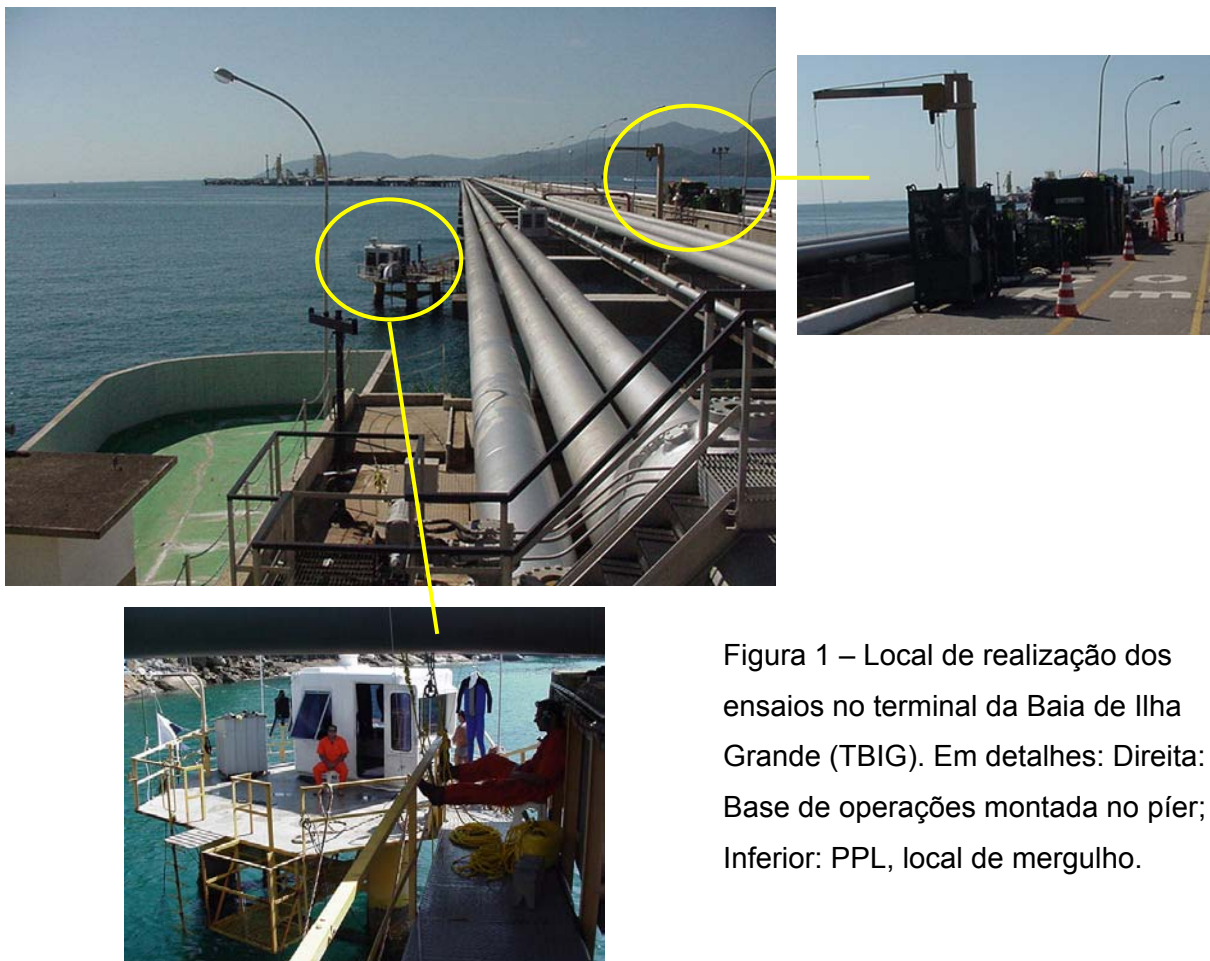 Figura 1 – Local de realização dos
ensaios no terminal da Baia de Ilha
Grande (TBIG). Em detalhes: Direita:
Base de operações montada no píer;
Inferior: PPL, local de mergulho.